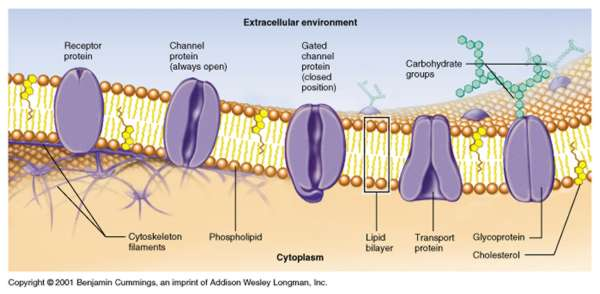 Extracellular environment
Receptor
protein
Channel
protein
(always open)
Gated
channel
protein
(closed
position)
Carbohydrate
groups
Cytoskeleton
filaments
Phospholipid
Cytoplasm
Lipid
bilayer
Transport
protein
Glycoprotein
Cholesterol
Copyright © 2001 Benjamin Cummings, an imprint of Addison Wesley Longman, Inc.